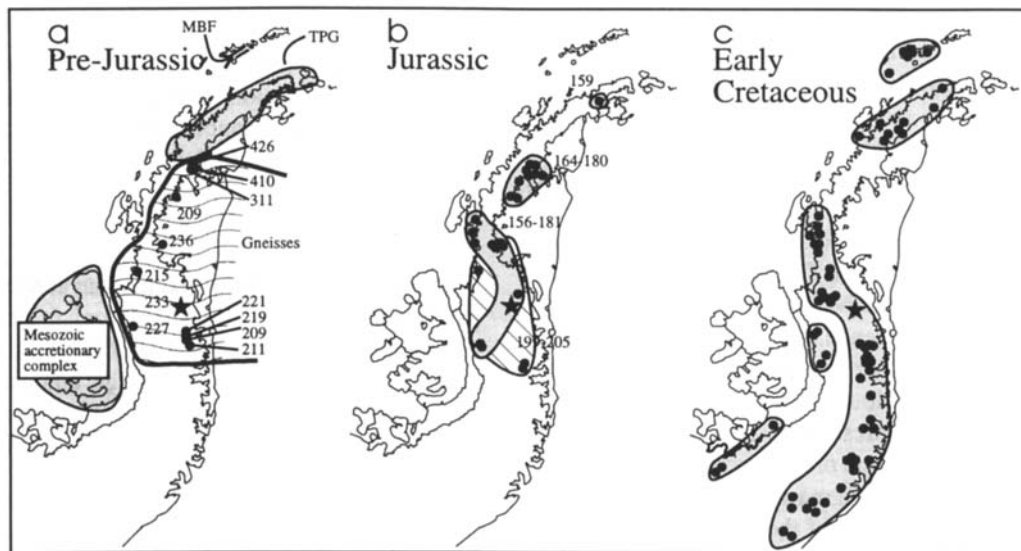 a
MBF
TPG
Pre-Jurassic
426
410
311
209
236
Gneisses
215
233
221
219
209
211
227
Mesozoic
accretionary
complex
b
Jurassic
159
164-180
156-181
205
c
Early
Cretaceous